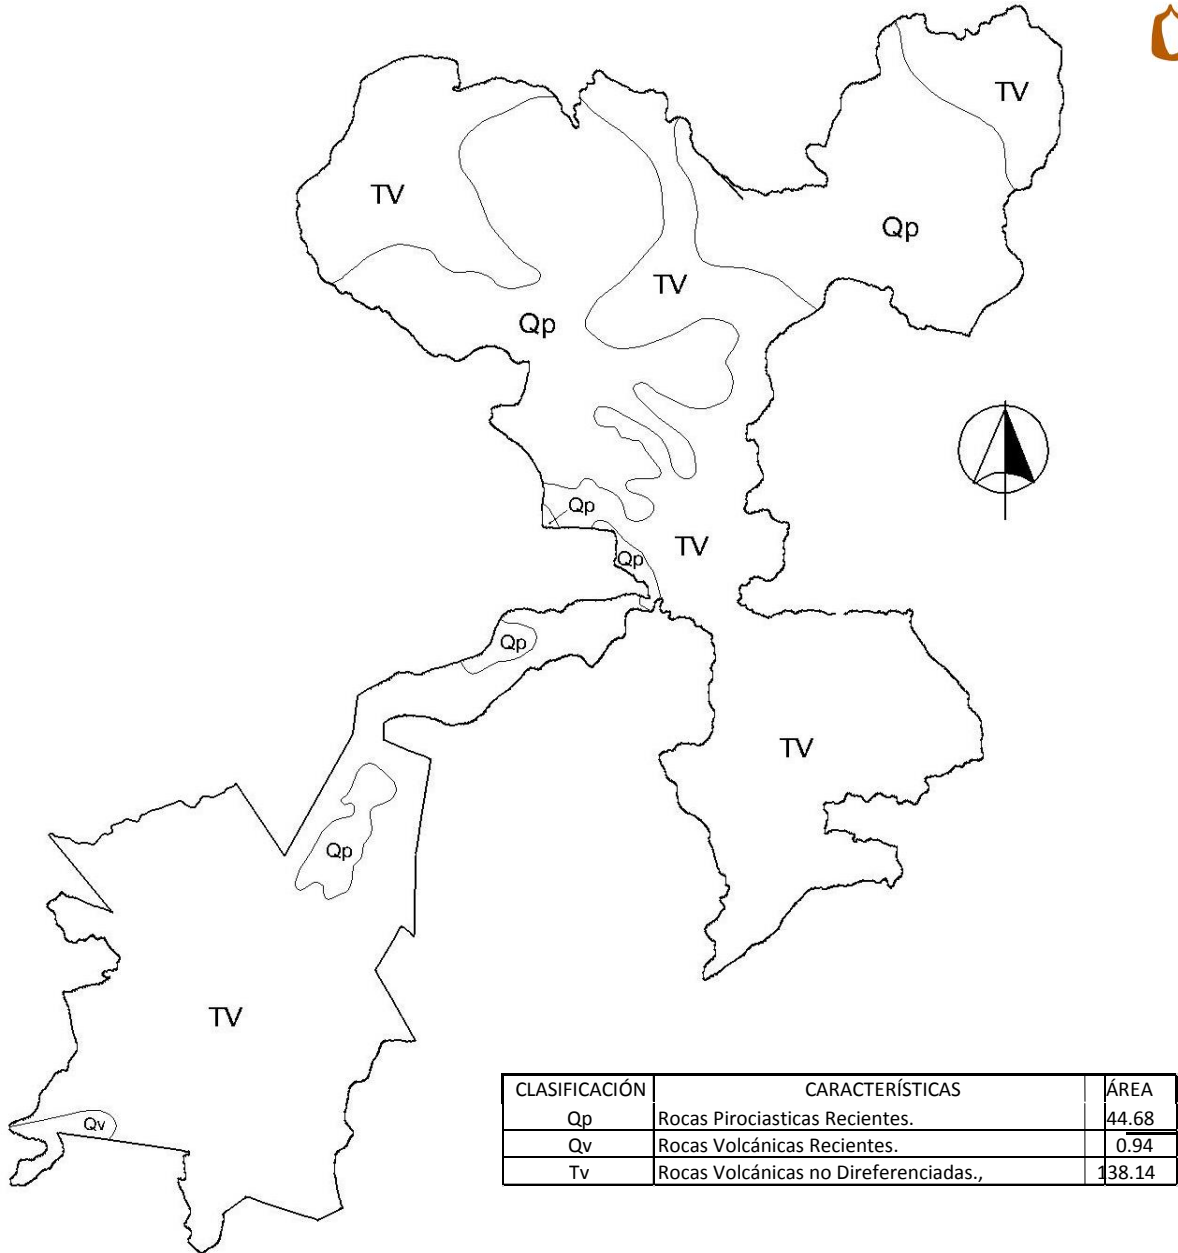 TV
TV
Qp
TV
Qp
Qp
TV
Qp
Qp
TV
Qp
TV
Qv
CLASIFICACIÓN CARACTERÍSTICAS ÁREA
Qp Rocas Pirociasticas Recientes. 44.68
Qv Rocas Volcánicas Recientes. 0.94
Tv Rocas Volcánicas no Direferenciadas., 138.14